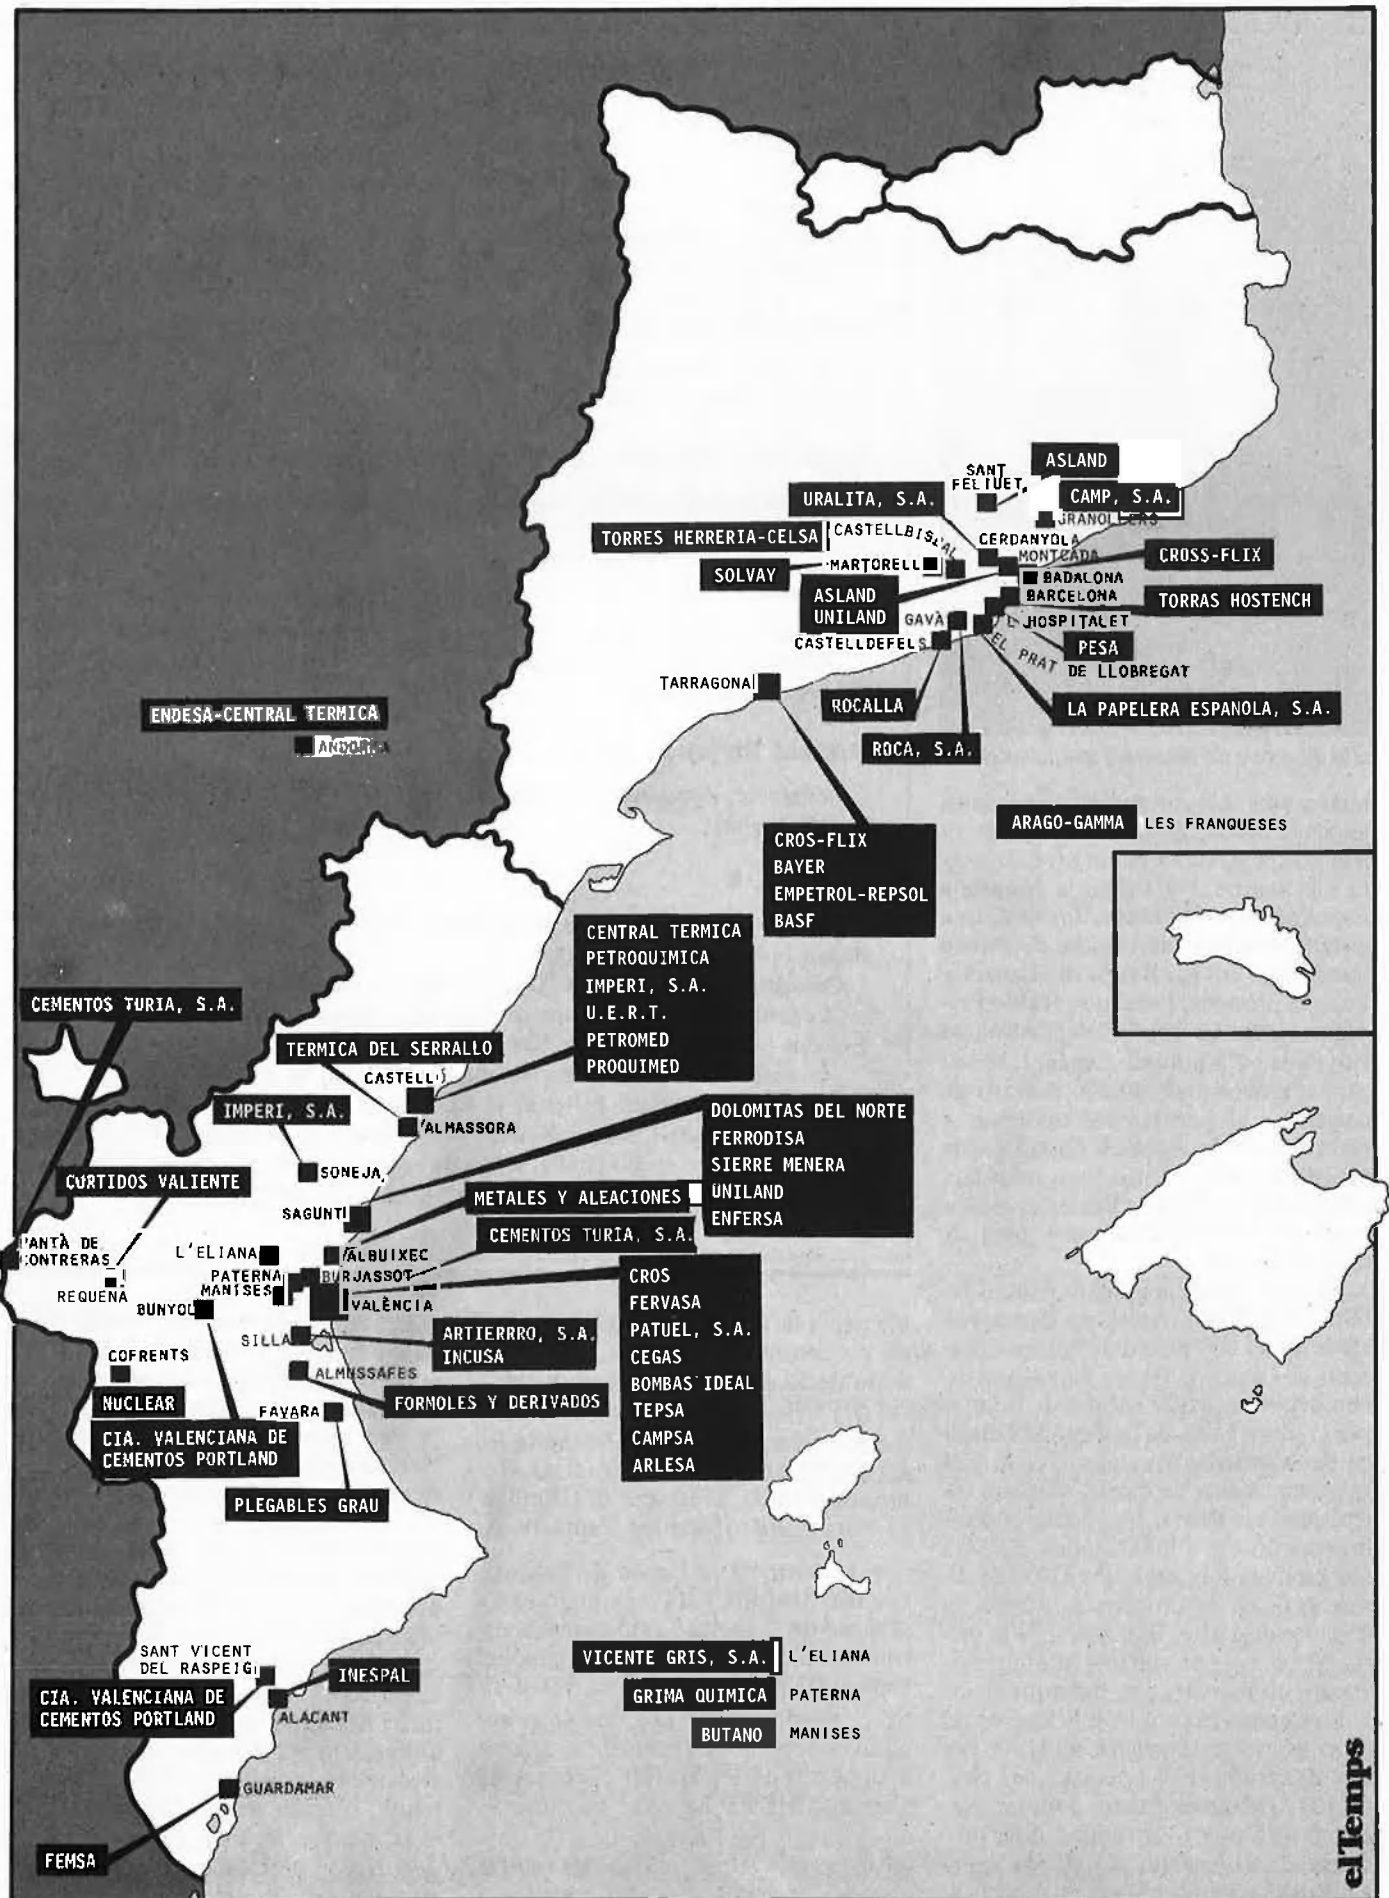 ASLAND
SANT
FELIUET
CAMP, S.A.
URALITA, S.A.
GRANOLLERS
TORRES HERRERIA-CELSA
CASTELLBISBAL
CERDANYOLA
MONTCADA
CROSS-FLIX
MARTORELL
SOLVAY
BADALONA
ASLAND
UNILAND
BARCELONA
TORRAS HOSTENCH
GAVÀ
L'HOSPITALET
CASTELLDEFELS
PESA
EL PRAT
DE LLOBREGAT
TARRAGONA
ROCALLA
LA PAPELERA ESPANOLA, S.A.
ENDESA-CENTRAL TERMICA
ANDORRA
ROCA, S.A.
ARAGO-GAMMA
LES FRANQUESES
CROS-FLIX
BAYER
EMPETROL-REPSOL
BASF
CENTRAL TERMICA
PETROQUIMICA
IMPERI, S.A.
U.E.R.T.
PETROMED
PROQUIMED
CEMENTOS TURIA, S.A.
TERMICA DEL SERRALLO
CASTELLÓ
IMPERI, S.A.
ALMASSORA
DOLOMITAS DEL NORTE
FERRODISA
SIERRE MENERA
UNILAND
ENFERSA
SONEJA
CURTIDOS VALIENTE
METALES Y ALEACIONES
SAGUNT
CEMENTOS TURIA, S.A.
PANTÀ DE
CONTRERAS
L'ELIANA
ALBUIXEC
PATERNA
BURJASSOT
MANISES
REQUENA
BUNYOL
VALÈNCIA
CROS
FERVASA
PATUEL, S.A.
CEGAS
BOMBAS IDEAL
TEPSA
CAMPSA
ARLESA
SILLA
ARTIERRRO, S.A.
INCUSA
COFRENTS
NUCLEAR
ALMUSSAFES
FORMOLES Y DERIVADOS
FAVARA
CIA. VALENCIANA DE
CEMENTOS PORTLAND
PLEGABLES GRAU
SANT VICENT
DEL RASPEIG
INESPAL
CIA. VALENCIANA DE
CEMENTOS PORTLAND
ALACANT
GUARDAMAR
FEMSA
VICENTE GRIS, S.A.
L'ELIANA
GRIMA QUIMICA
PATERNA
BUTANO
MANISES
elTemps